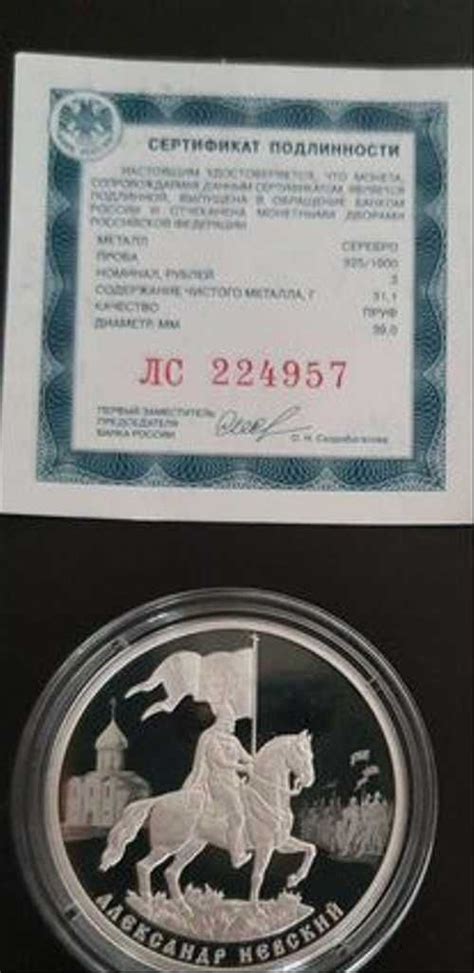 СЕРТИФИКАТ ПОДЛИННОСТИ
НАСТОЯЩИМ УДОСТОВЕРЯЕТСЯ, ЧТО МОНЕТА,
СОПРОВОЖДАЕМАЯ ДАННЫМ СЕРТИФИКАТОМ, ЯВЛЯЕТСЯ
ПОДЛИННОЙ, ВЫПУЩЕНА В ОБРАЩЕНИЕ БАНКОМ
РОССИИ И ОТЧЕКАНЕНА МОНЕТНЫМИ ДВОРАМИ
РОССИЙСКОЙ ФЕДЕРАЦИИ
МЕТАЛЛ СЕРЕБРО
ПРОБА 925/1000
НОМИНАЛ, РУБЛЕЙ 3
СОДЕРЖАНИЕ ЧИСТОГО МЕТАЛЛА, Г 31,1
КАЧЕСТВО ПРУФ
ДИАМЕТР, ММ 39,0
ЛС 224957
ПЕРВЫЙ ЗАМЕСТИТЕЛЬ
ПРЕДСЕДАТЕЛЯ
БАНКА РОССИИ
О. Н. Скоробогатова
АЛЕКСАНДР НЕВСКИЙ